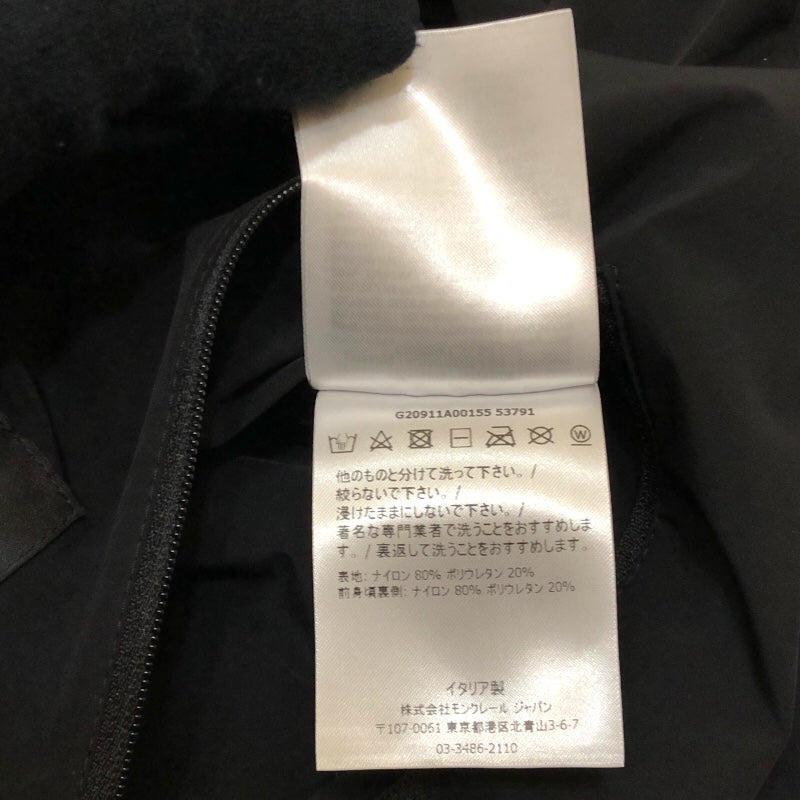 G20911A00155 53791
W
他のものと分けて洗って下さい。/
絞らないで下さい。/
浸けたままにしないで下さい。/
著名な専門業者で洗うことをおすすめしま
す。/ 裏返して洗うことをおすすめします。
表地: ナイロン 80% ポリウレタン 20%
前身頃裏側: ナイロン 80% ポリウレタン 20%
イタリア製
株式会社モンクレール ジャパン
〒107-0061 東京都港区北青山3-6-7
03-3486-2110